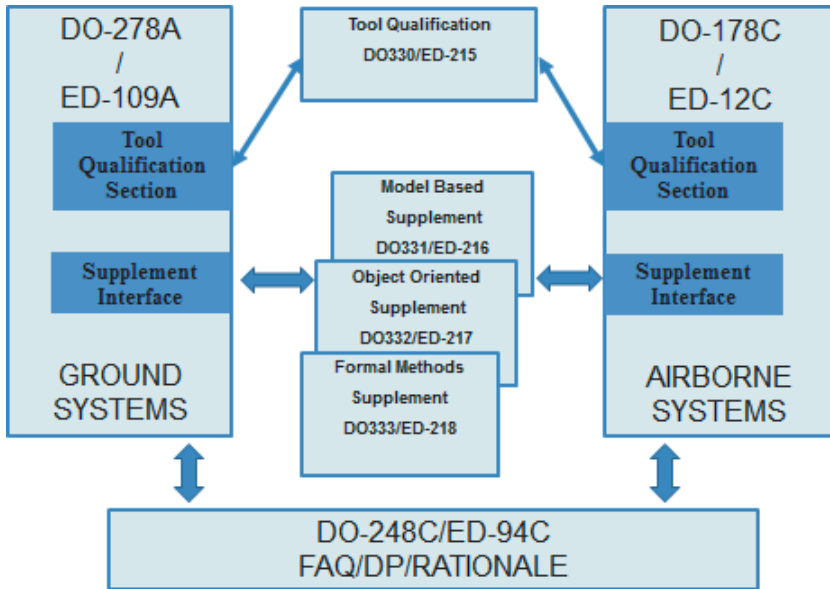 DO-278A
/
ED-109A
Tool
Qualification
Section
Supplement
Interface
GROUND
SYSTEMS
Tool Qualification
DO330/ED-215
Model Based
Supplement
DO331/ED-216
Object Oriented
Supplement
DO332/ED-217
Formal Methods
Supplement
DO333/ED-218
DO-178C
/
ED-12C
Tool
Qualification
Section
Supplement
Interface
AIRBORNE
SYSTEMS
DO-248C/ED-94C
FAQ/DP/RATIONALE